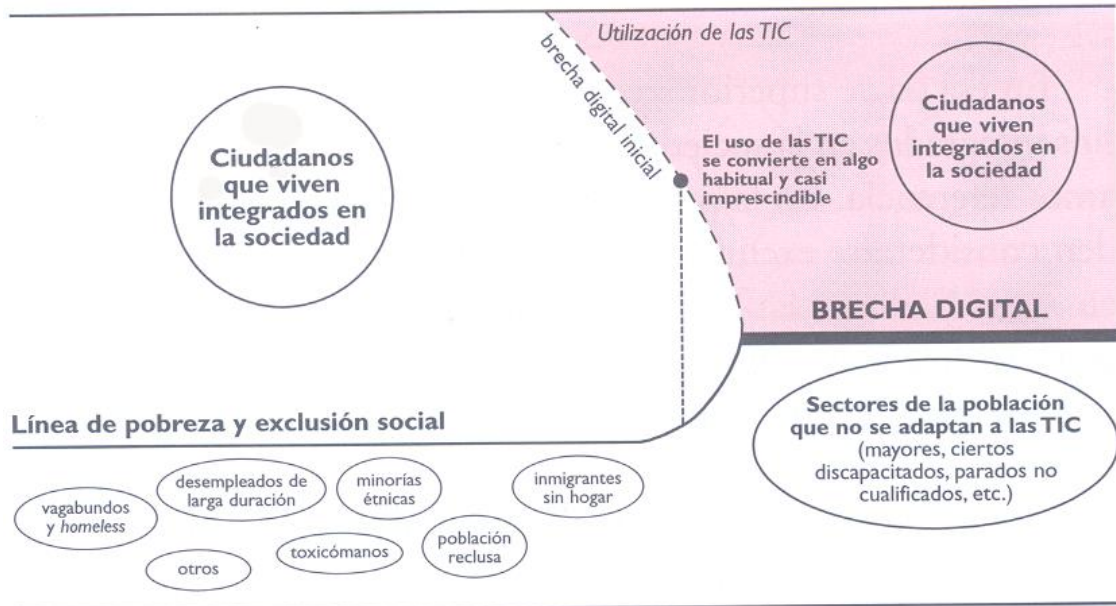 Utilización de las TIC
brecha digital inicial
Ciudadanos
que viven
integrados en
la sociedad
El uso de las TIC
se convierte en algo
habitual y casi
imprescindible
Ciudadanos
que viven
integrados en
la sociedad
BRECHA DIGITAL
Línea de pobreza y exclusión social
Sectores de la población
que no se adaptan a las TIC
(mayores, ciertos
discapacitados, parados no
cualificados, etc.)
vagabundos
y homeless
desempleados de
larga duración
minorías
étnicas
inmigrantes
sin hogar
otros
toxicómanos
población
reclusa